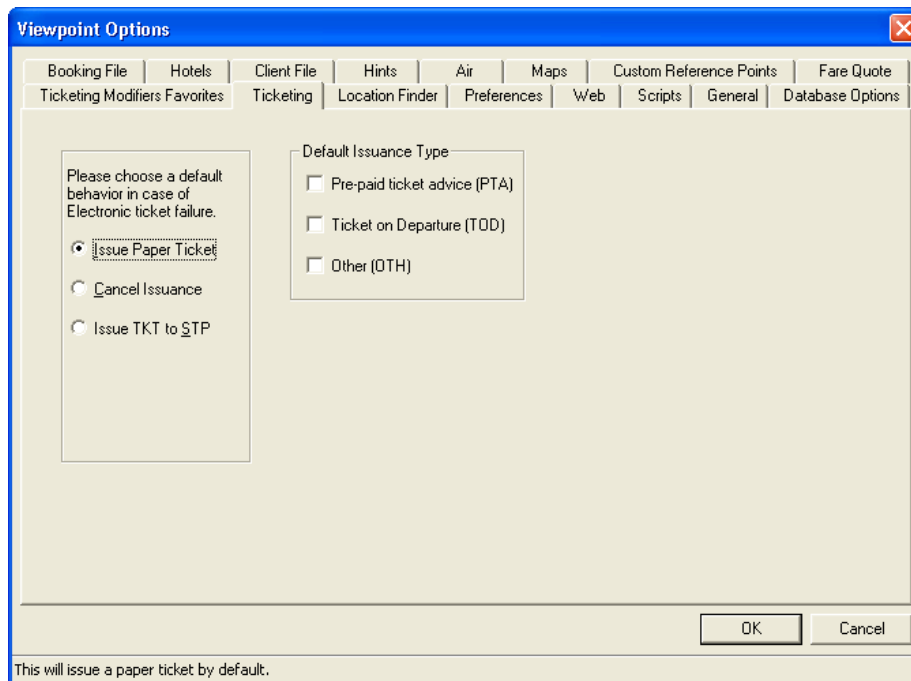 Viewpoint Options
Booking File Hotels Client File Hints Air Maps Custom Reference Points Fare Quote
Ticketing Modifiers Favorites Ticketing Location Finder Preferences Web Scripts General Database Options
Please choose a default
behavior in case of
Electronic ticket failure.
Issue Paper Ticket
Cancel Issuance
Issue TKT to STP
Default Issuance Type
Pre-paid ticket advice (PTA)
Ticket on Departure (TOD)
Other (OTH)
OK Cancel
This will issue a paper ticket by default.